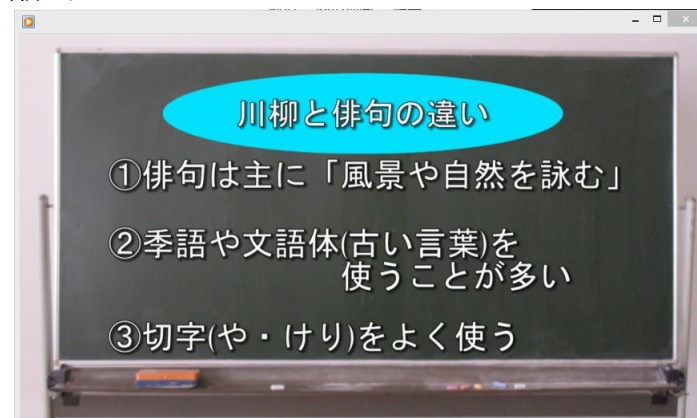 川柳と俳句の違い
①俳句は主に「風景や自然を詠む」
②季語や文語体(古い言葉)を
使うことが多い
③切字(や・けり)をよく使う